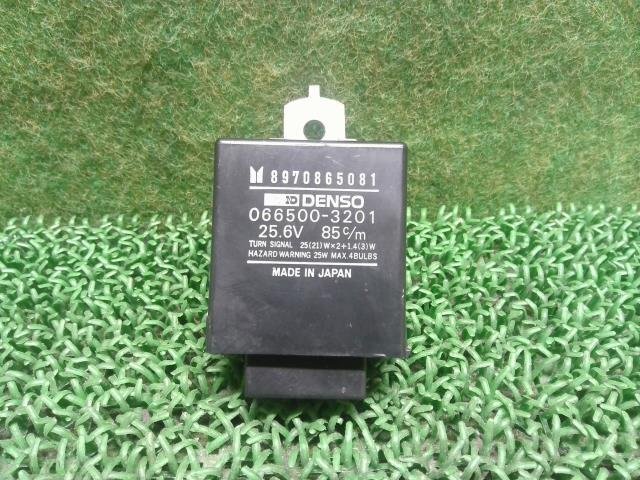 8970865081
ND DENSO
066500-3201
25.6V 85c/m
TURN SIGNAL 25(21)W×2+1.4(3)W
HAZARD WARNING 25W MAX.4BULBS
MADE IN JAPAN